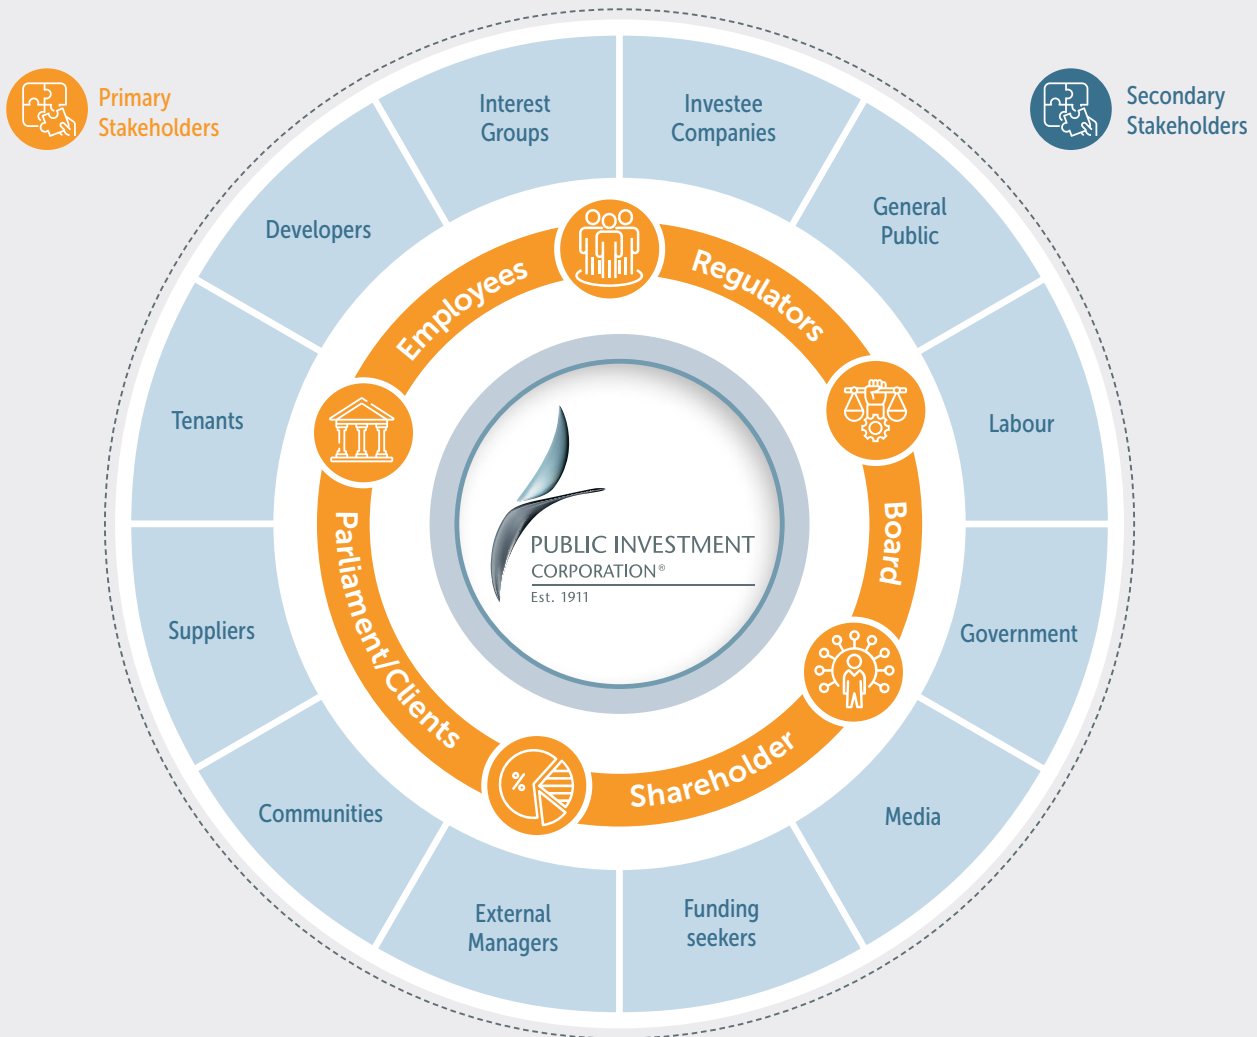 Primary
Stakeholders
Secondary
Stakeholders
Interest
Groups
Investee
Companies
General
Public
Labour
Government
Media
Funding
seekers
External
Managers
Communities
Suppliers
Tenants
Developers
Employees
Regulators
Board
Shareholder
Parliament/Clients
%
PUBLIC INVESTMENT
CORPORATION®
Est. 1911